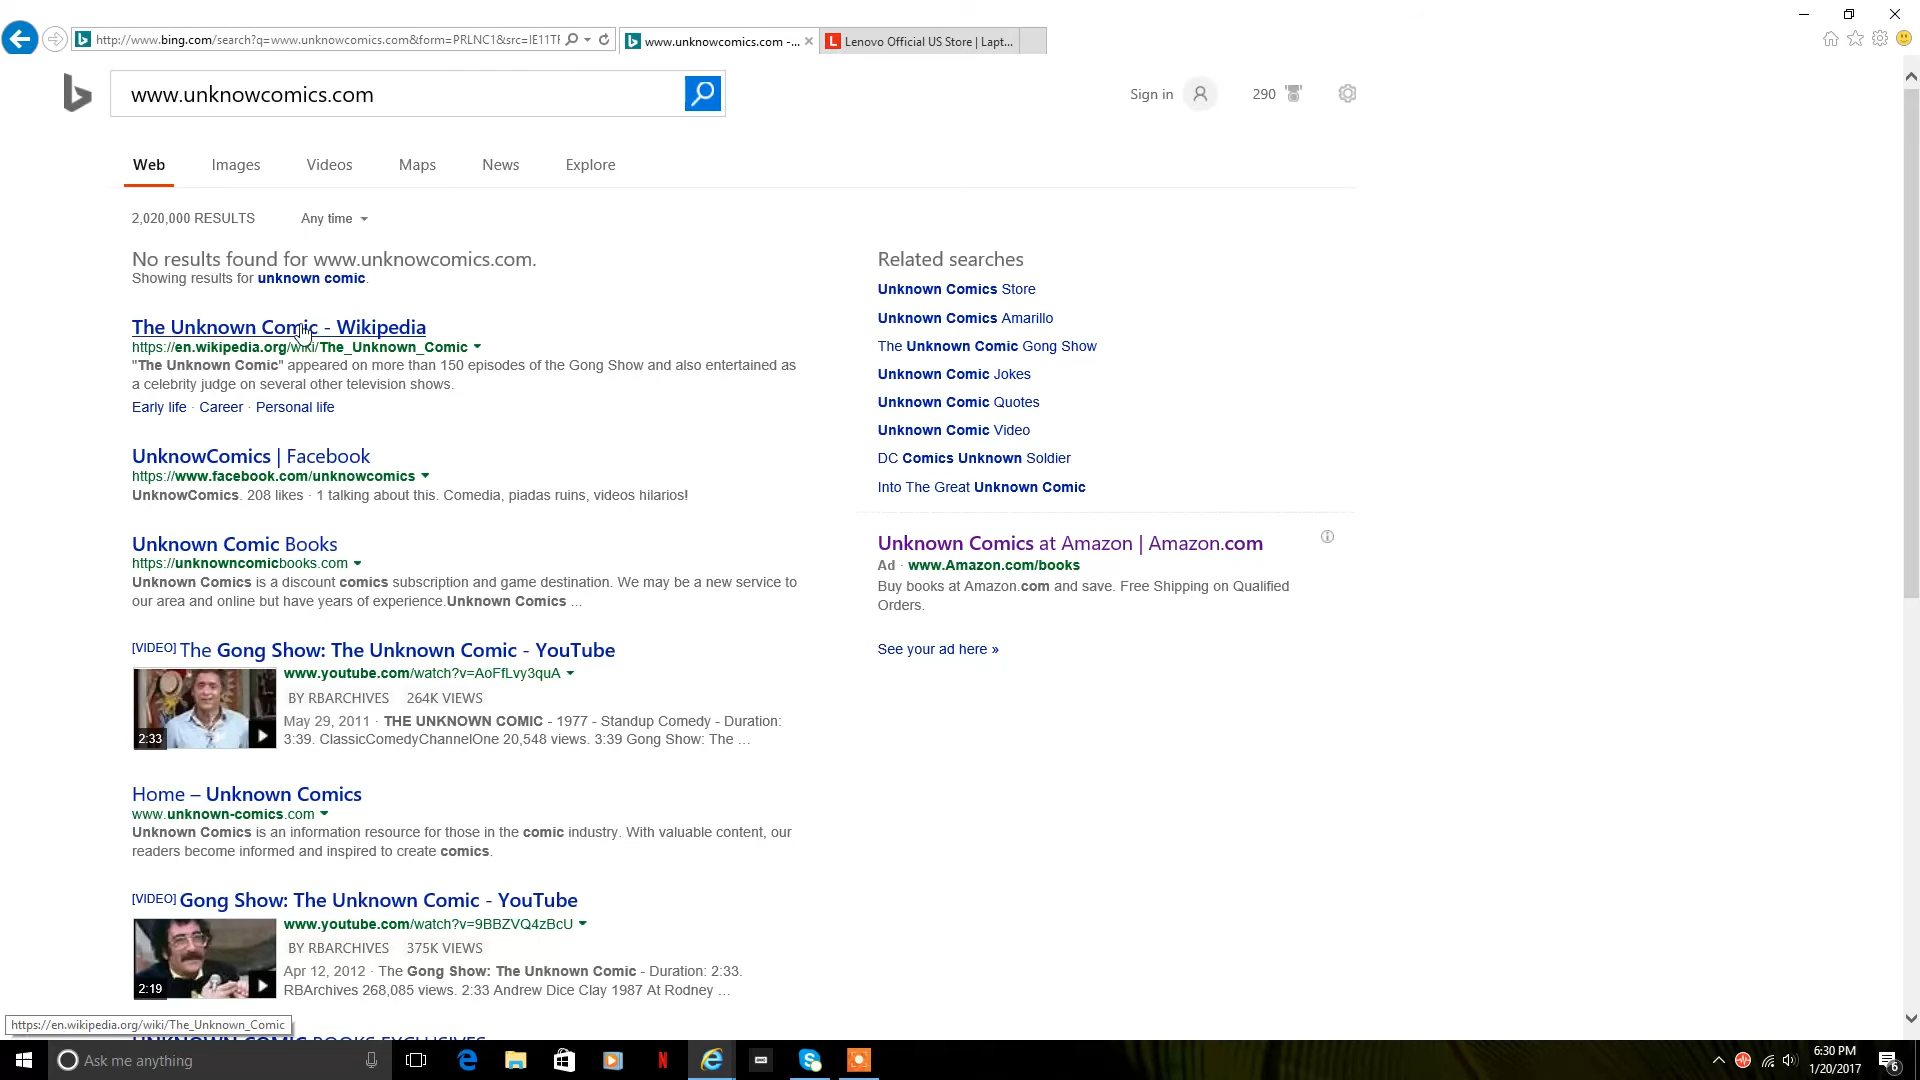 http://www.bing.com/search?q=www.unknowcomics.com&form=PRLNC1&src=IE11TF
www.unknowcomics.com -...
Lenovo Official US Store | Lapt...
www.unknowcomics.com
Sign in
290
Web
Images
Videos
Maps
News
Explore
2,020,000 RESULTS
Any time
No results found for www.unknowcomics.com.
Showing results for unknown comic.
The Unknown Comic - Wikipedia
https://en.wikipedia.org/wiki/The_Unknown_Comic
"The Unknown Comic" appeared on more than 150 episodes of the Gong Show and also entertained as
a celebrity judge on several other television shows.
Early life · Career · Personal life
UnknowComics | Facebook
https://www.facebook.com/unknowcomics
UnknowComics. 208 likes · 1 talking about this. Comedia, piadas ruins, videos hilarios!
Unknown Comic Books
https://unknowncomicbooks.com
Unknown Comics is a discount comics subscription and game destination. We may be a new service to
our area and online but have years of experience.Unknown Comics ...
[VIDEO] The Gong Show: The Unknown Comic - YouTube
www.youtube.com/watch?v=AoFfLvy3quA
BY RBARCHIVES 264K VIEWS
May 29, 2011 · THE UNKNOWN COMIC - 1977 - Standup Comedy - Duration:
3:39. ClassicComedyChannelOne 20,548 views. 3:39 Gong Show: The ...
2:33
Home – Unknown Comics
www.unknown-comics.com
Unknown Comics is an information resource for those in the comic industry. With valuable content, our
readers become informed and inspired to create comics.
[VIDEO] Gong Show: The Unknown Comic - YouTube
www.youtube.com/watch?v=9BBZVQ4zBcU
BY RBARCHIVES 375K VIEWS
Apr 12, 2012 · The Gong Show: The Unknown Comic - Duration: 2:33.
RBArchives 268,085 views. 2:33 Andrew Dice Clay 1987 At Rodney ...
2:19
UNKNOWN COMIC BOOKS EXCLUSIVES
Related searches
Unknown Comics Store
Unknown Comics Amarillo
The Unknown Comic Gong Show
Unknown Comic Jokes
Unknown Comic Quotes
Unknown Comic Video
DC Comics Unknown Soldier
Into The Great Unknown Comic
Unknown Comics at Amazon | Amazon.com
Ad · www.Amazon.com/books
Buy books at Amazon.com and save. Free Shipping on Qualified
Orders.
See your ad here »
https://en.wikipedia.org/wiki/The_Unknown_Comic
Ask me anything
6:30 PM
1/20/2017
6